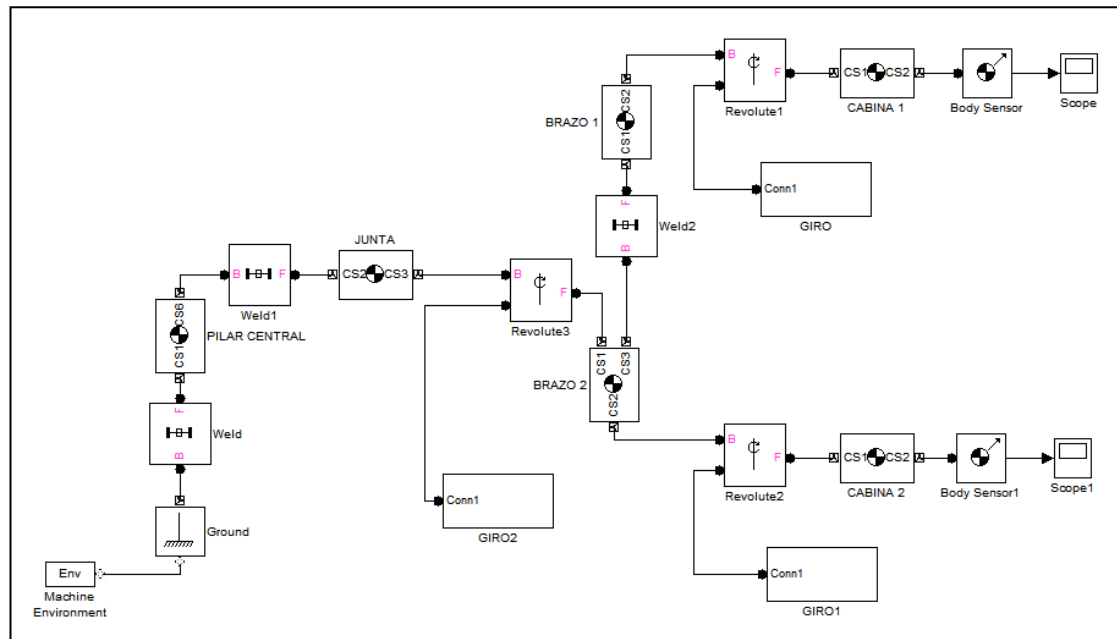 B
F
Revolute1
CS1 CS2
CABINA 1
Body Sensor
Scope
BRAZO 1
CS1 CS2
Conn1
GIRO
F
B
Weld2
JUNTA
B
F
Weld1
CS2 CS3
B
F
Revolute3
CS1 CS6
PILAR CENTRAL
BRAZO 2
CS1
CS3
CS2
F
B
Weld
B
F
Revolute2
CS1 CS2
CABINA 2
Body Sensor1
Scope1
Conn1
GIRO2
Ground
Env
Machine
Environment
Conn1
GIRO1